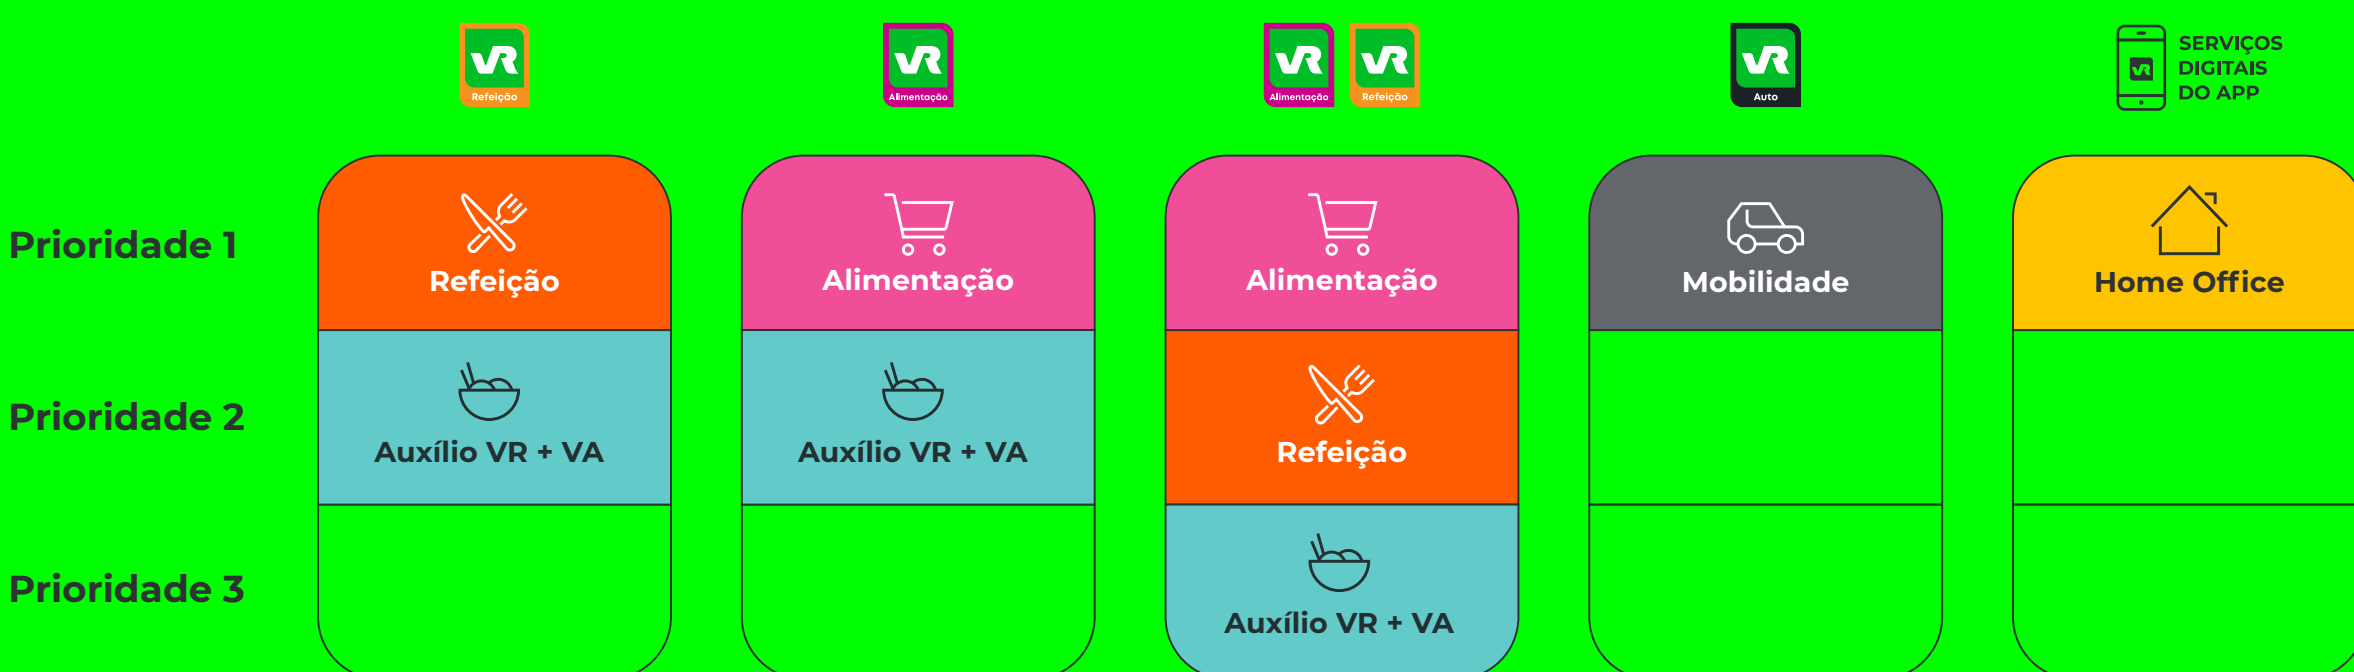 VR
Refeição
VR
Alimentação
VR
Alimentação
VR
Refeição
VR
Auto
VR
SERVIÇOS
DIGITAIS
DO APP
Prioridade 1
Refeição
Alimentação
Alimentação
Mobilidade
Home Office
Prioridade 2
Auxílio VR + VA
Auxílio VR + VA
Refeição
Prioridade 3
Auxílio VR + VA